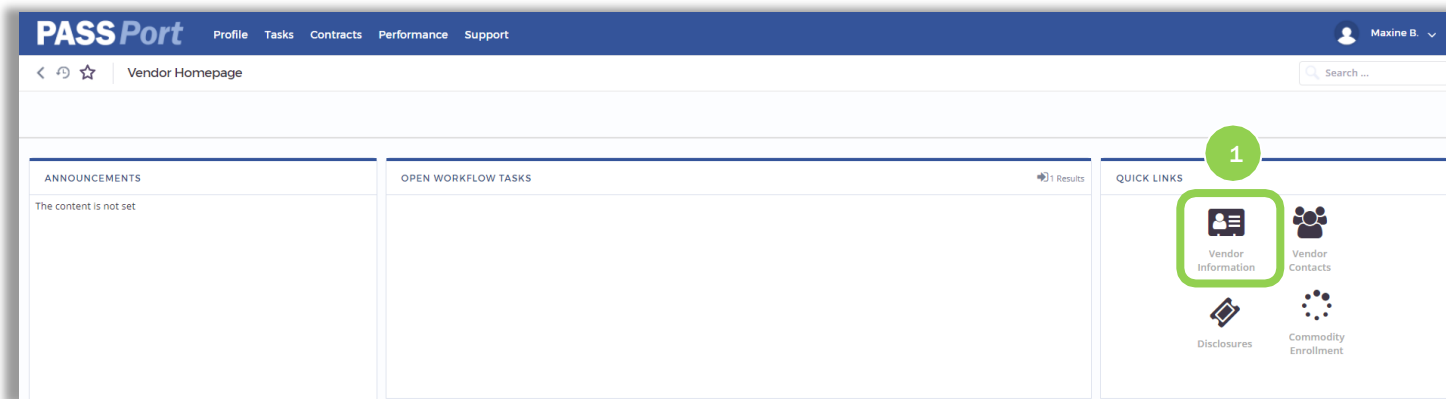 PASSPort Profile Tasks Contracts Performance Support Maxine B.
Vendor Homepage Search ...
1
ANNOUNCEMENTS OPEN WORKFLOW TASKS 1 Results QUICK LINKS
The content is not set
Vendor Information
Vendor Contacts
Disclosures
Commodity Enrollment